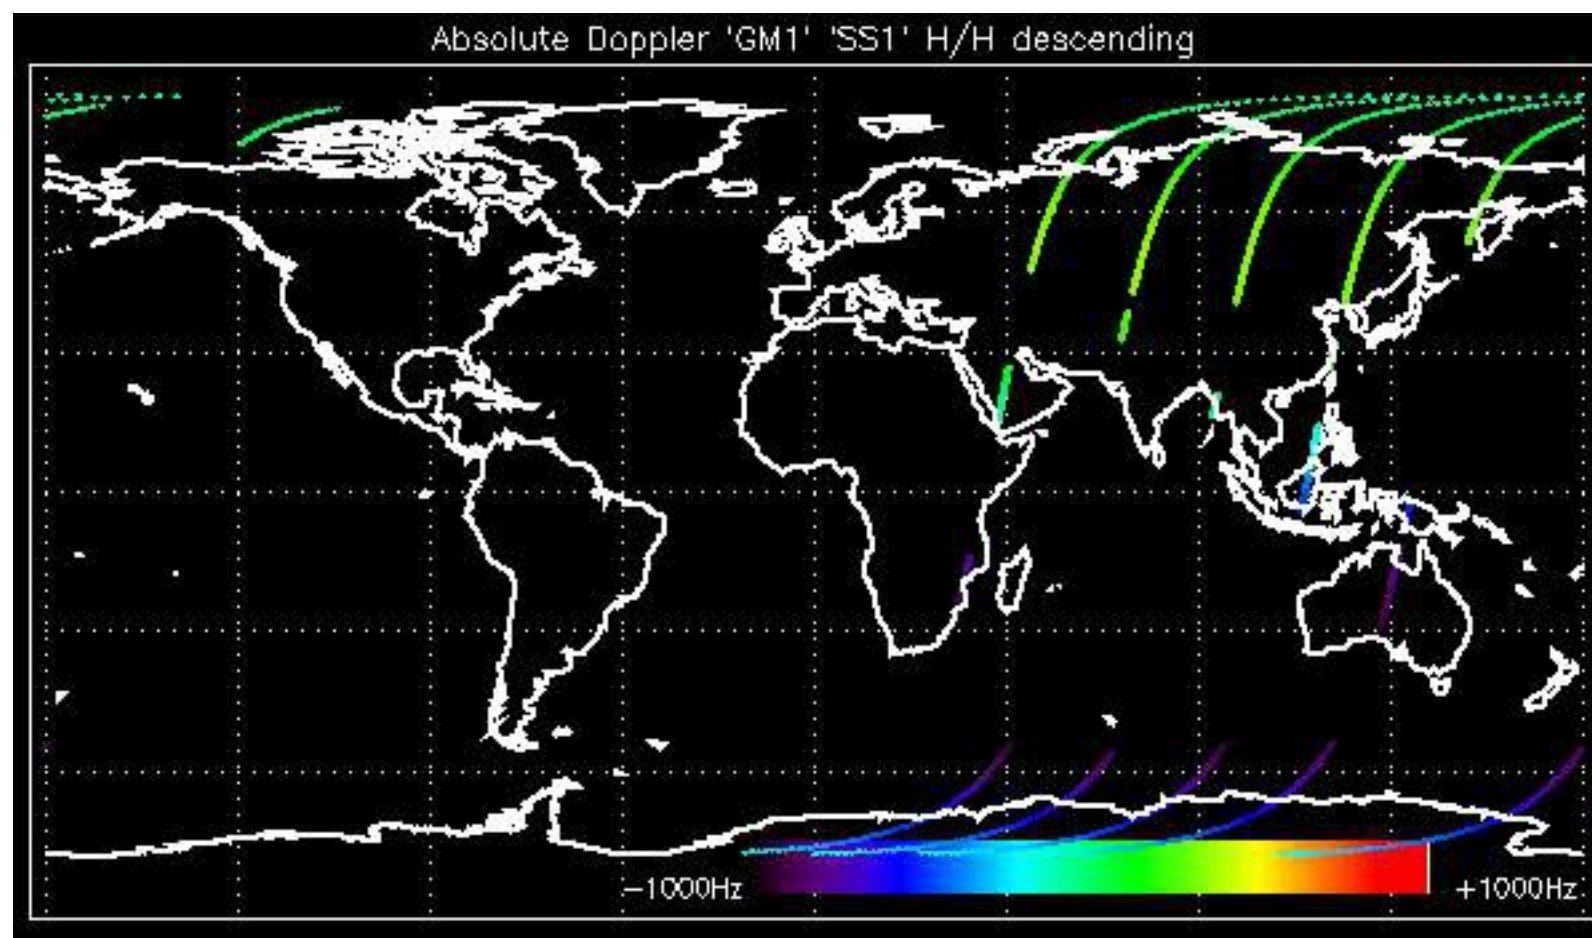 Absolute Doppler 'GM1' 'SS1' H/H descending
-1000Hz +1000Hz